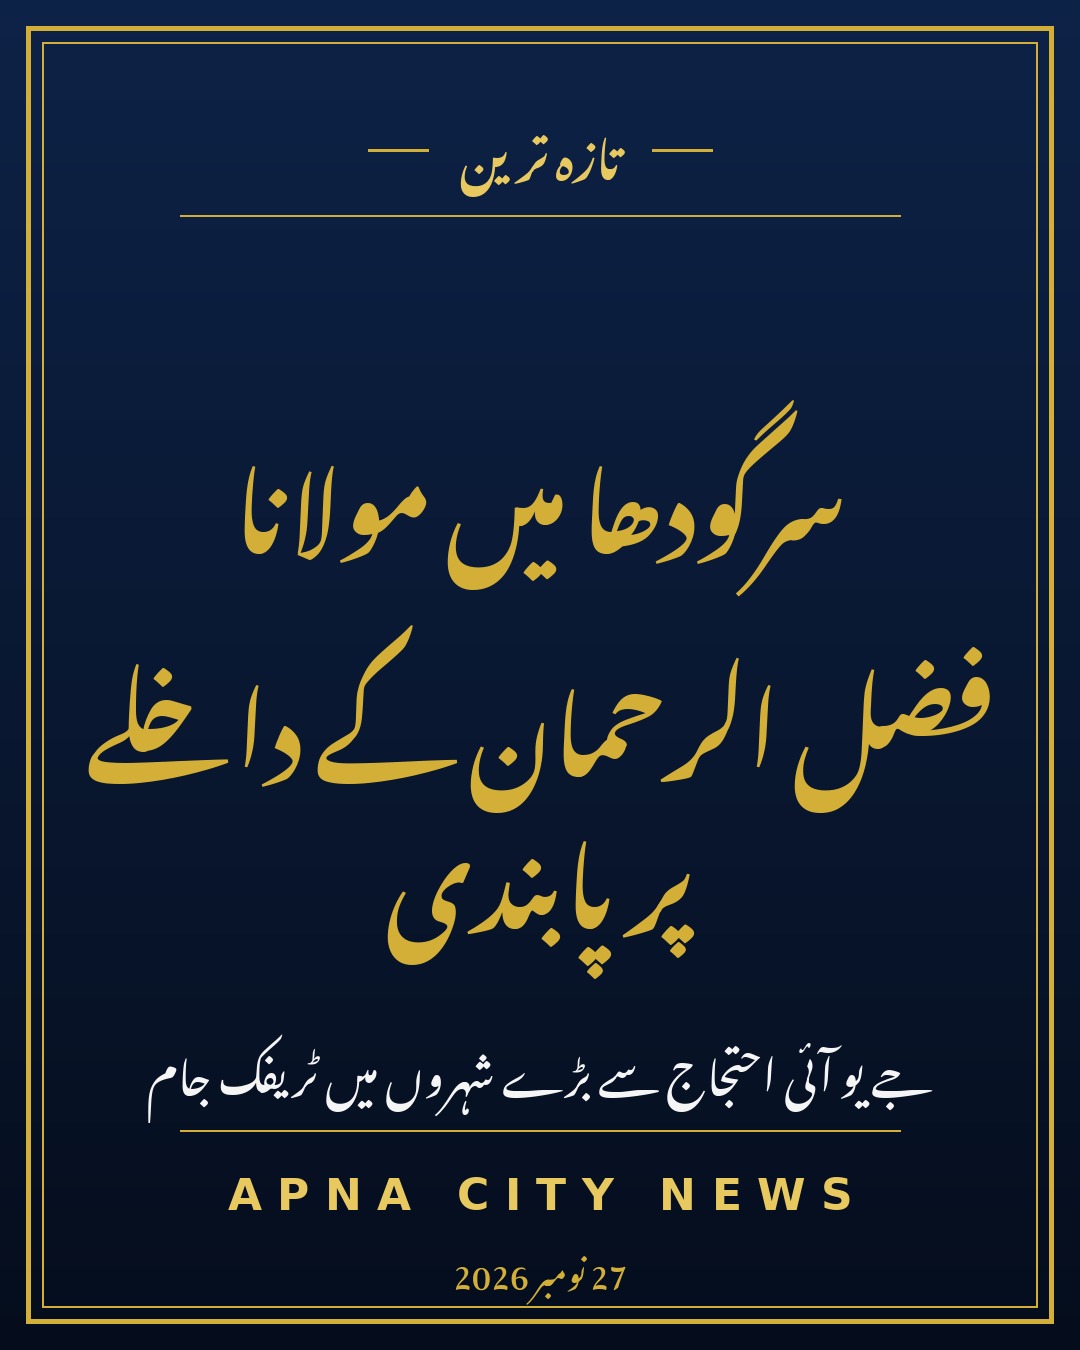 تازہ ترین
سرگودھا میں مولانا
فضل الرحمان کے داخلے
پر پابندی
جے یو آئی احتجاج سے بڑے شہروں میں ٹریفک جام
APNA CITY NEWS
27 نومبر 2026